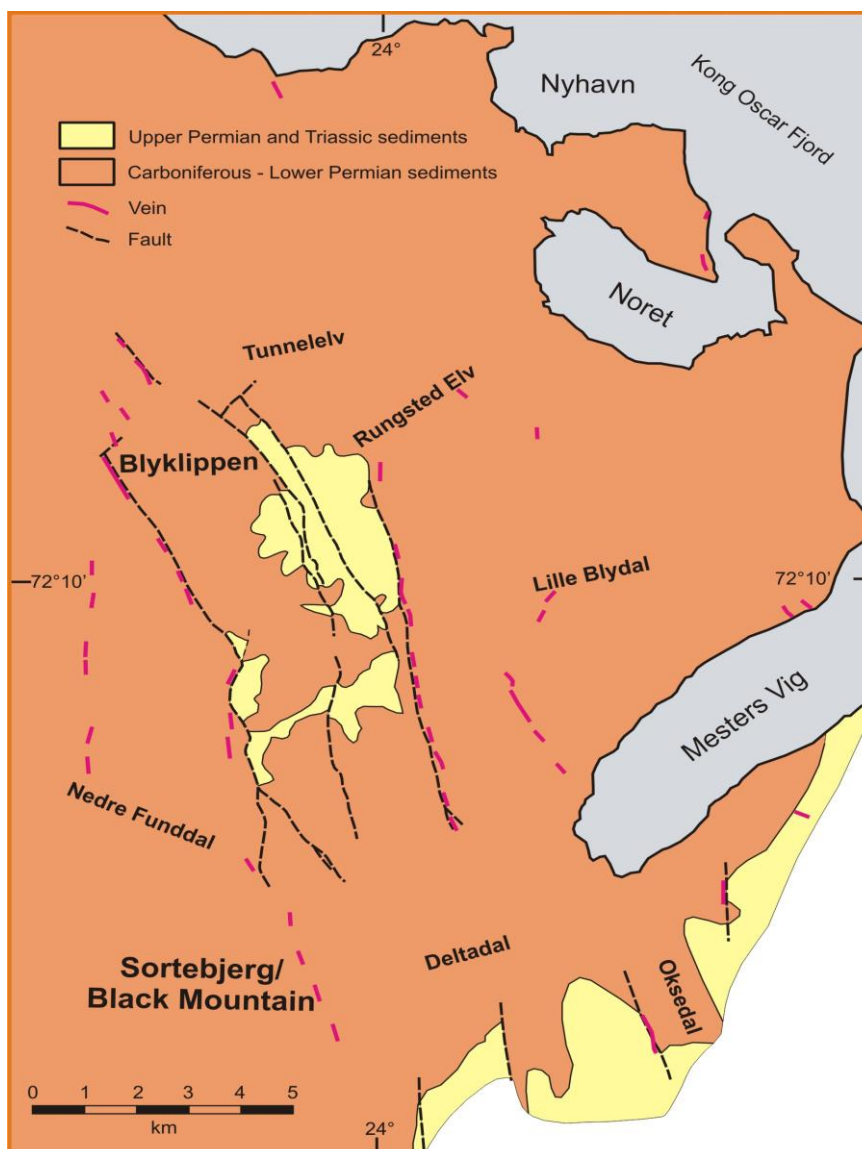 24°
Nyhavn
Kong Oscar Fjord
Upper Permian and Triassic sediments
Carboniferous - Lower Permian sediments
Vein
Fault
Noret
Tunnelelv
Rungsted Elv
Blyklippen
72°10'
Lille Blydal
72°10'
Mesters Vig
Nedre Funddal
Deltadal
Oksedal
Sortebjerg/
Black Mountain
0 1 2 3 4 5
km
24°